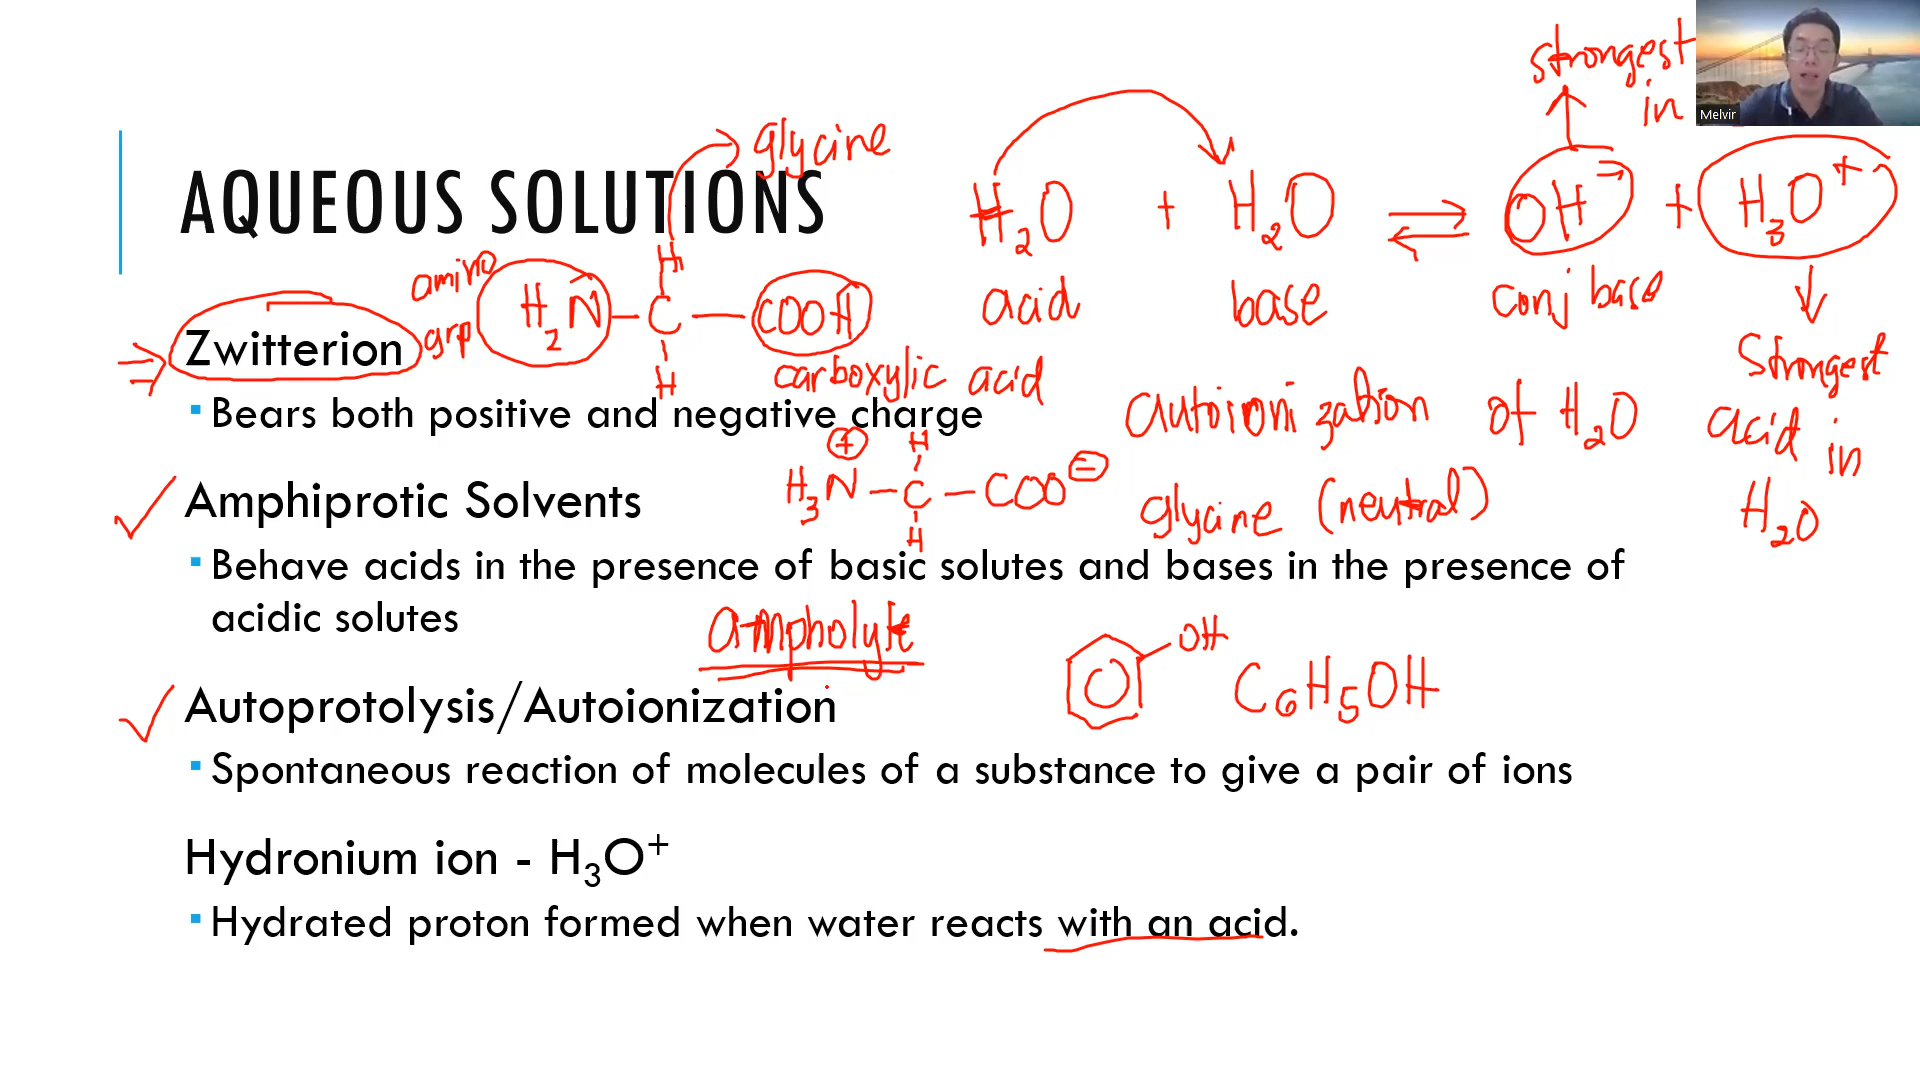 strongest
in
Melvir
glycine
AQUEOUS SOLUTIONS
H₂O + H₂O ⇌ OH⁻ + H₃O⁺
acid base conj base
amino
grp
H
H₂N — C — COOH
H
carboxylic acid
Strongest
acid in
H₂O
Zwitterion
▪ Bears both positive and negative charge
autoionization of H₂O
+ H
H₃N — C — COO −
H
glycine (neutral)
Amphiprotic Solvents
▪ Behave acids in the presence of basic solutes and bases in the presence of
acidic solutes
ampholyte
OH C₆H₅OH
Autoprotolysis/Autoionization
▪ Spontaneous reaction of molecules of a substance to give a pair of ions
Hydronium ion - H₃O⁺
▪ Hydrated proton formed when water reacts with an acid.